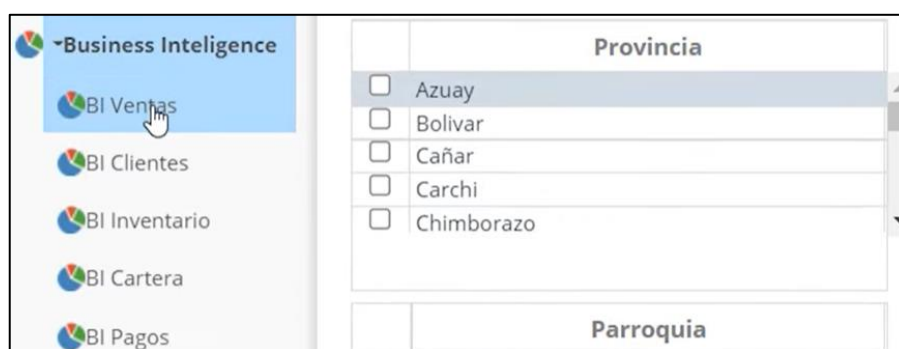 Business Inteligence
BI Ventas
BI Clientes
BI Inventario
BI Cartera
BI Pagos
Provincia
Azuay
Bolivar
Cañar
Carchi
Chimborazo
Parroquia